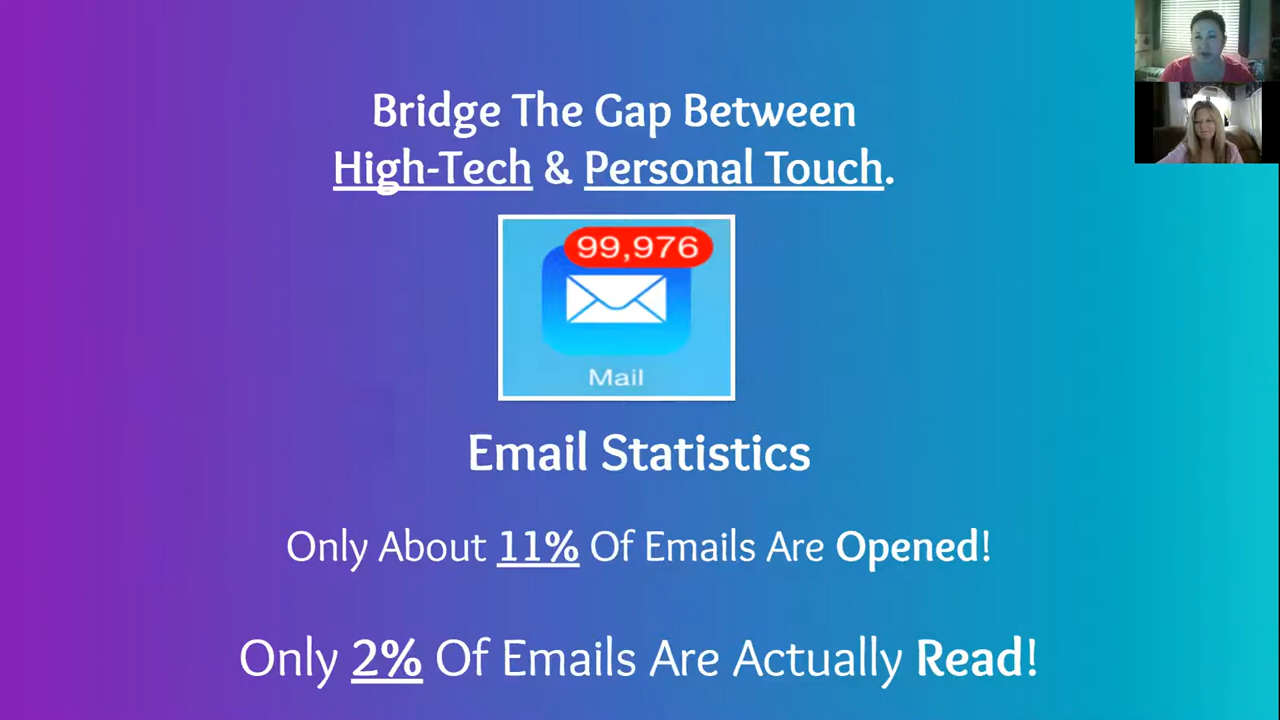 Bridge The Gap Between
High-Tech & Personal Touch.
99,976
Mail
Email Statistics
Only About 11% Of Emails Are Opened!
Only 2% Of Emails Are Actually Read!